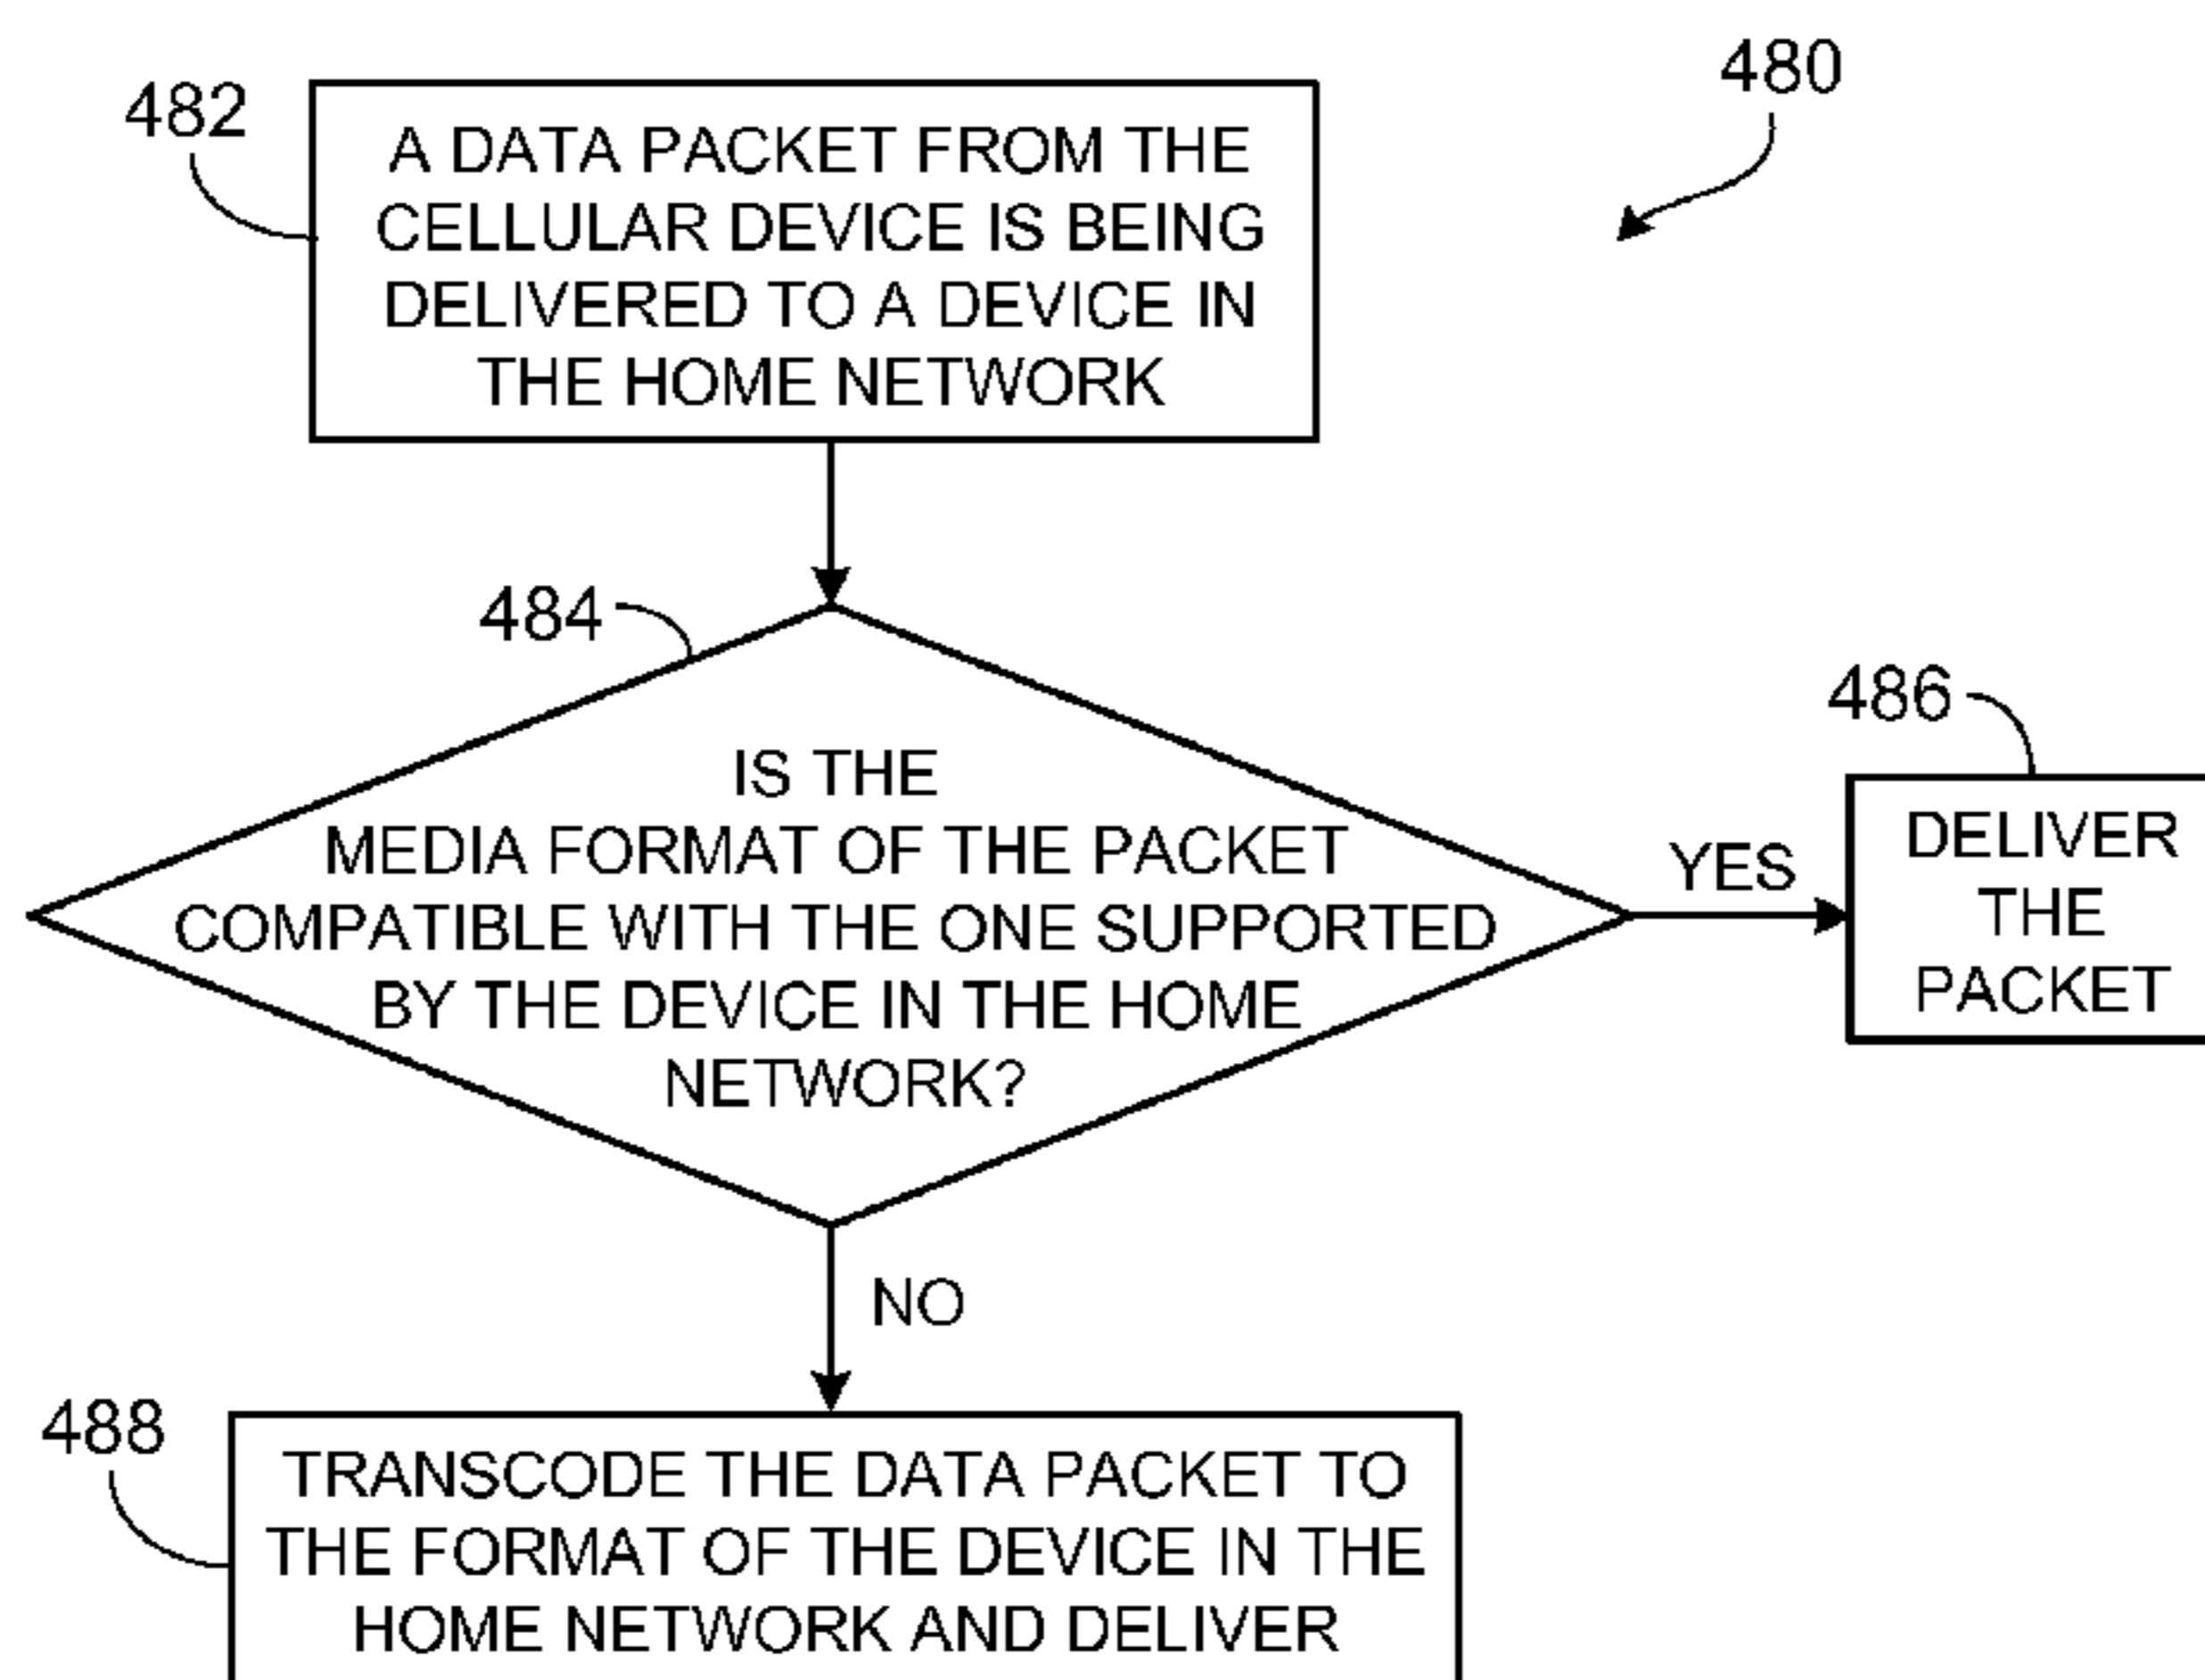 480
482
A DATA PACKET FROM THE
CELLULAR DEVICE IS BEING
DELIVERED TO A DEVICE IN
THE HOME NETWORK
484
IS THE
MEDIA FORMAT OF THE PACKET
COMPATIBLE WITH THE ONE SUPPORTED
BY THE DEVICE IN THE HOME
NETWORK?
YES
486
DELIVER
THE
PACKET
NO
488
TRANSCODE THE DATA PACKET TO
THE FORMAT OF THE DEVICE IN THE
HOME NETWORK AND DELIVER